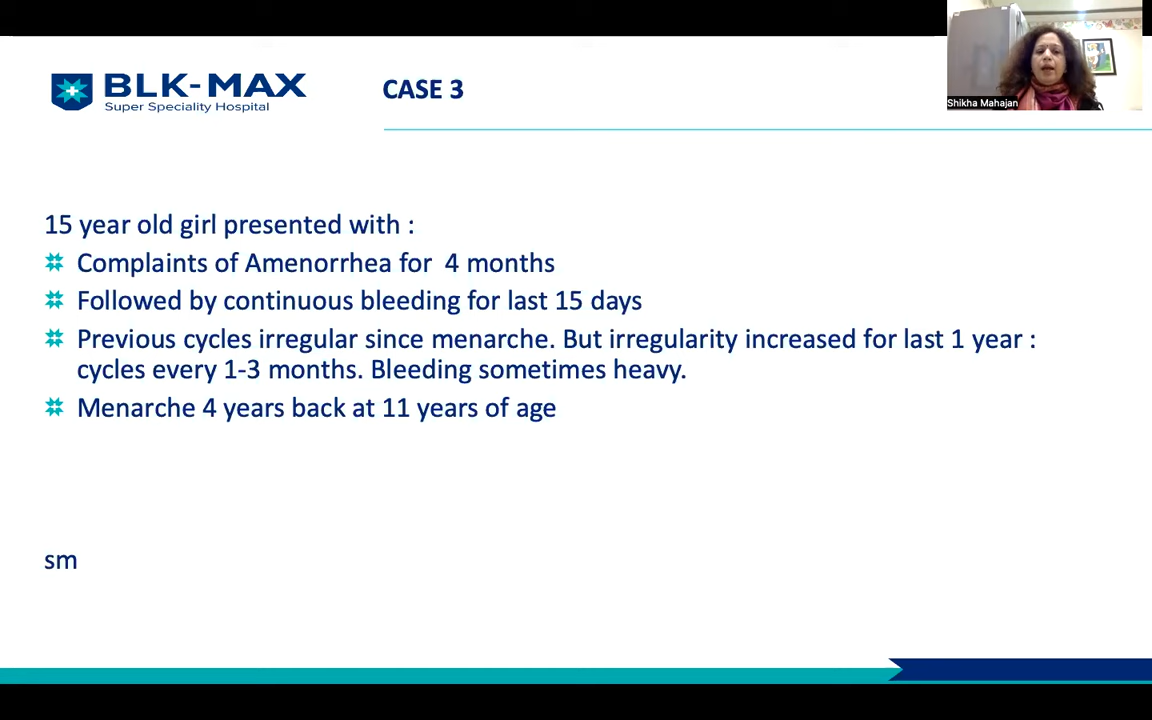 BLK-MAX
Super Speciality Hospital
CASE 3
Shikha Mahajan
15 year old girl presented with :
Complaints of Amenorrhea for 4 months
Followed by continuous bleeding for last 15 days
Previous cycles irregular since menarche. But irregularity increased for last 1 year :
cycles every 1-3 months. Bleeding sometimes heavy.
Menarche 4 years back at 11 years of age
sm